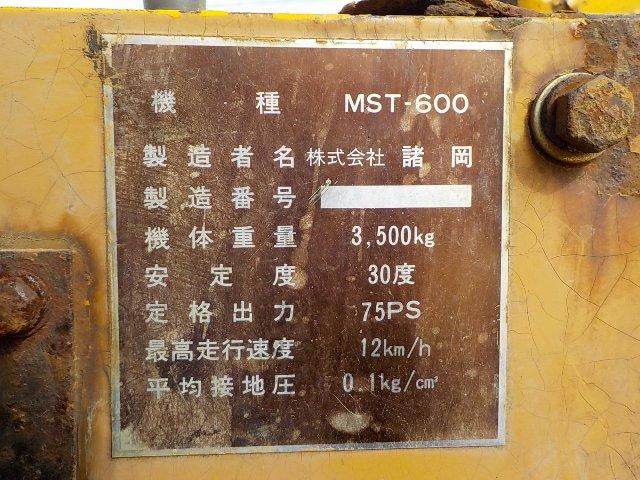 機種 MST-600
製造者名 株式会社 諸岡
製造番号
機体重量 3,500kg
安定度 30度
定格出力 75PS
最高走行速度 12km/h
平均接地圧 0.1kg/cm²